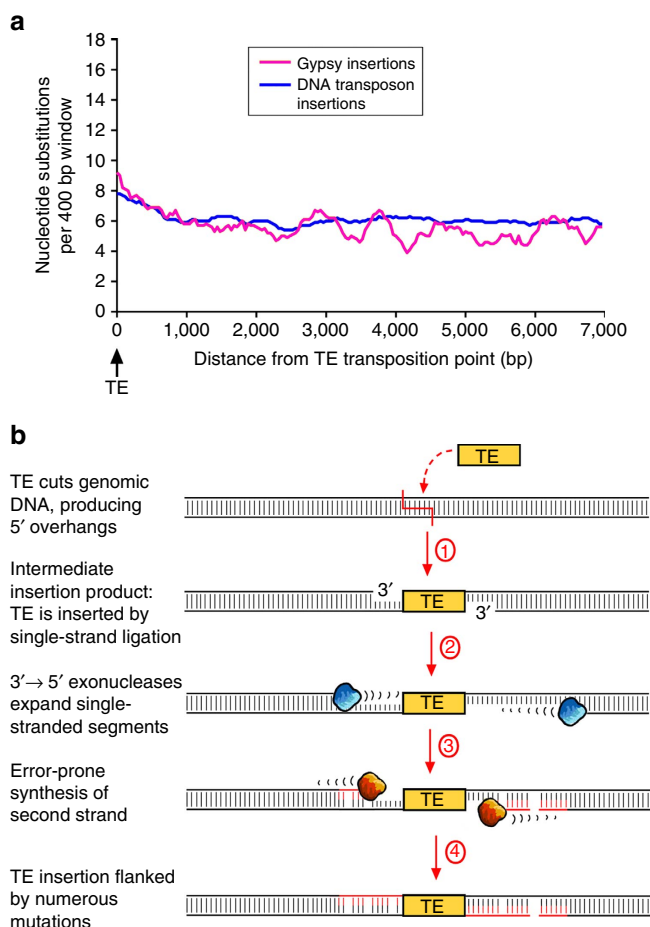 a
18
16
14
12
10
8
6
4
2
0
Nucleotide substitutions
per 400 bp window
Gypsy insertions
DNA transposon
insertions
0 1,000 2,000 3,000 4,000 5,000 6,000 7,000
Distance from TE transposition point (bp)
TE
b
TE cuts genomic
DNA, producing
5′ overhangs
TE
1
Intermediate
insertion product:
TE is inserted by
single-strand ligation
3′ TE 3′
2
3′→ 5′ exonucleases
expand single-
stranded segments
TE
3
Error-prone
synthesis of
second strand
TE
4
TE insertion flanked
by numerous
mutations
TE